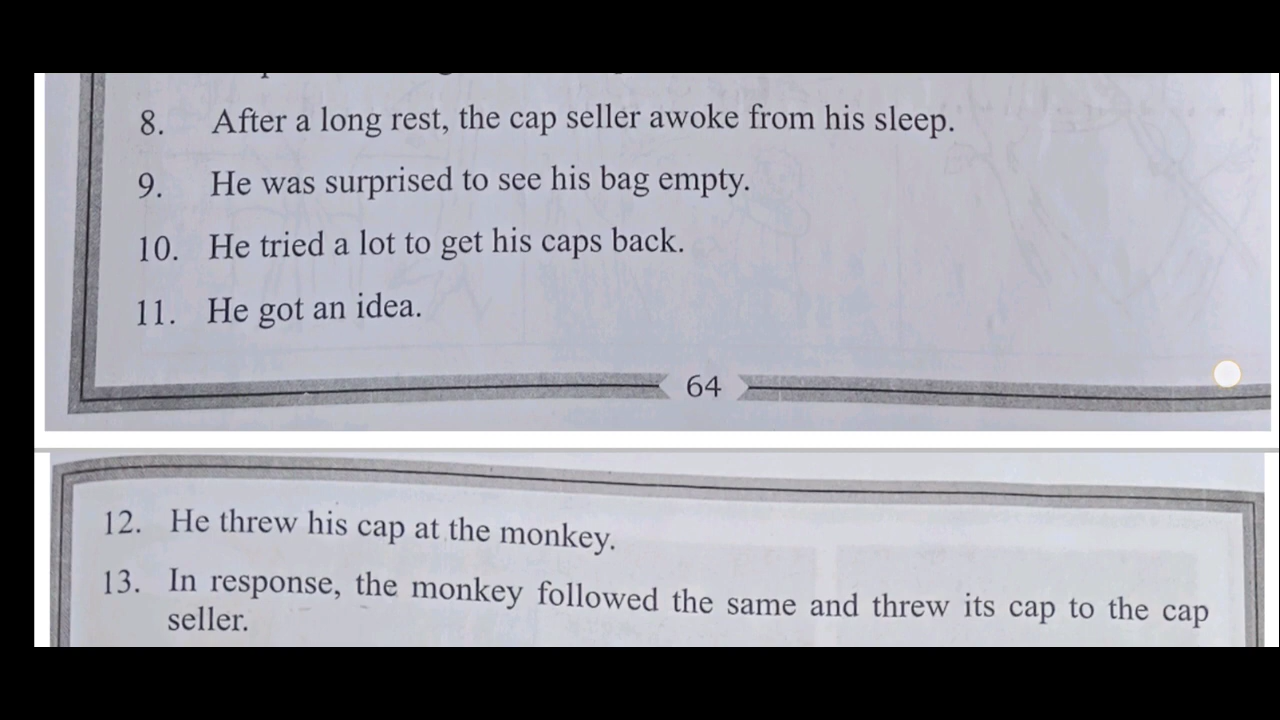 8. After a long rest, the cap seller awoke from his sleep.
9. He was surprised to see his bag empty.
10. He tried a lot to get his caps back.
11. He got an idea.
64
12. He threw his cap at the monkey.
13. In response, the monkey followed the same and threw its cap to the cap
seller.